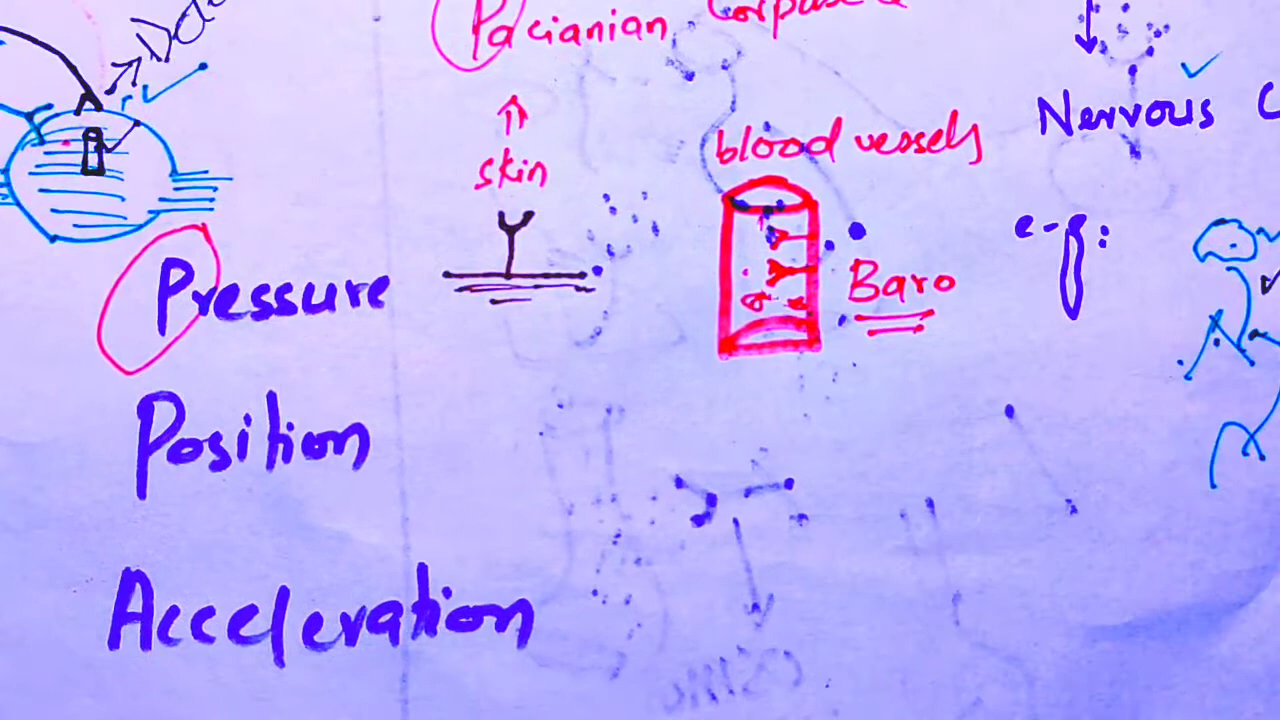 Pacianian
skin
blood vessels
Nervous
Pressure
Baro
e-g:
Position
Acceleration